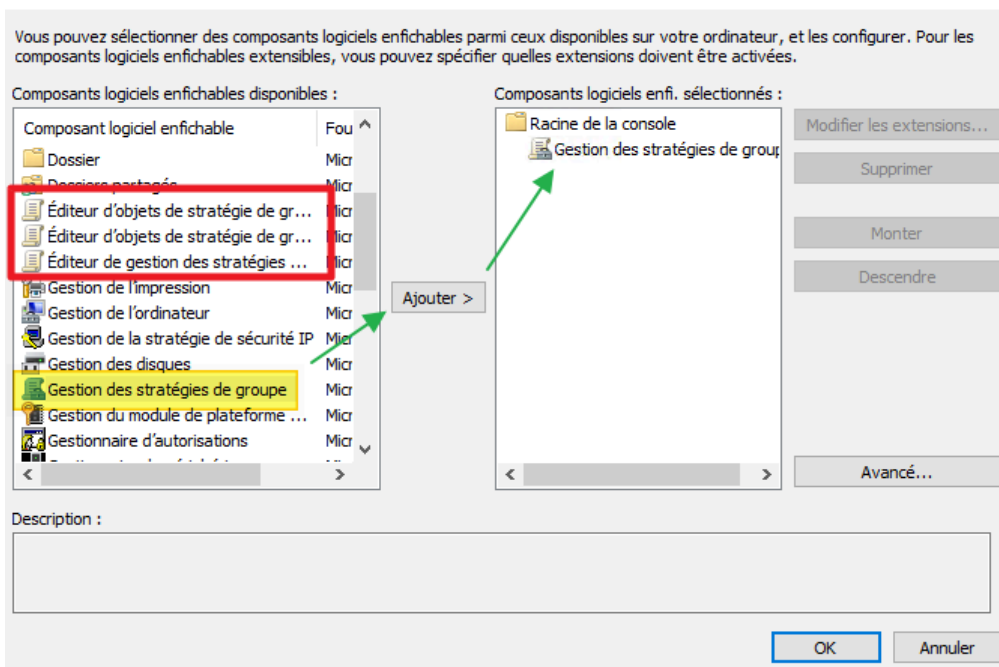 Vous pouvez sélectionner des composants logiciels enfichables parmi ceux disponibles sur votre ordinateur, et les configurer. Pour les
composants logiciels enfichables extensibles, vous pouvez spécifier quelles extensions doivent être activées.
Composants logiciels enfichables disponibles :
Composant logiciel enfichable Fou
Dossier Micr
Dossiers partagés Micr
Éditeur d'objets de stratégie de gr... Micr
Éditeur d'objets de stratégie de gr... Micr
Éditeur de gestion des stratégies ... Micr
Gestion de l'impression Micr
Gestion de l'ordinateur Micr
Gestion de la stratégie de sécurité IP Micr
Gestion des disques Micr
Gestion des stratégies de groupe Micr
Gestion du module de plateforme ... Micr
Gestionnaire d'autorisations Micr
Ajouter >
Composants logiciels enfi. sélectionnés :
Racine de la console
Gestion des stratégies de group
Modifier les extensions...
Supprimer
Monter
Descendre
Avancé...
Description :
OK Annuler